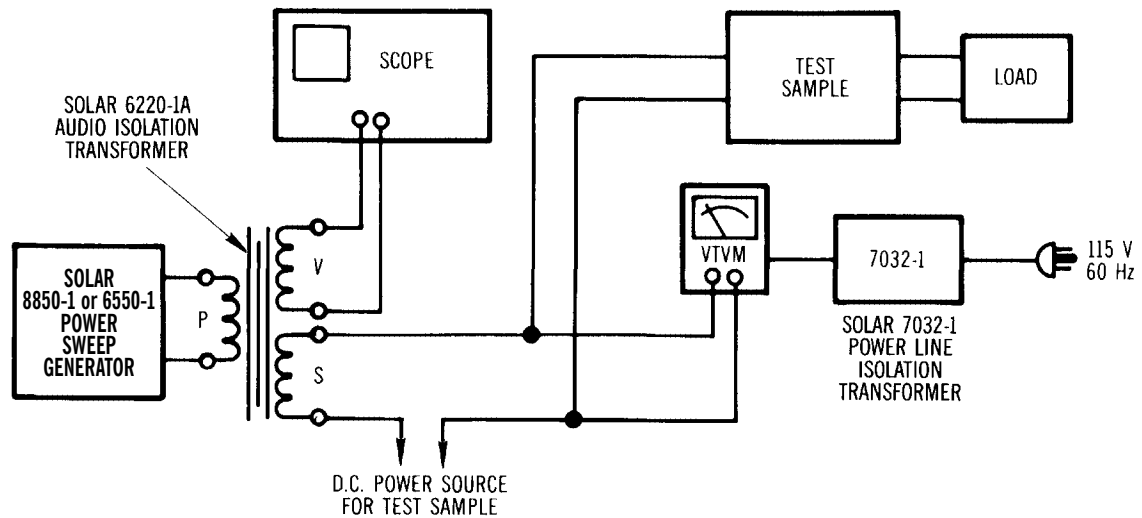 SCOPE
TEST
SAMPLE
LOAD
SOLAR 6220-1A
AUDIO ISOLATION
TRANSFORMER
SOLAR
8850-1 or 6550-1
POWER
SWEEP
GENERATOR
P
V
S
VTVM
7032-1
115 V
60 Hz
SOLAR 7032-1
POWER LINE
ISOLATION
TRANSFORMER
D.C. POWER SOURCE
FOR TEST SAMPLE